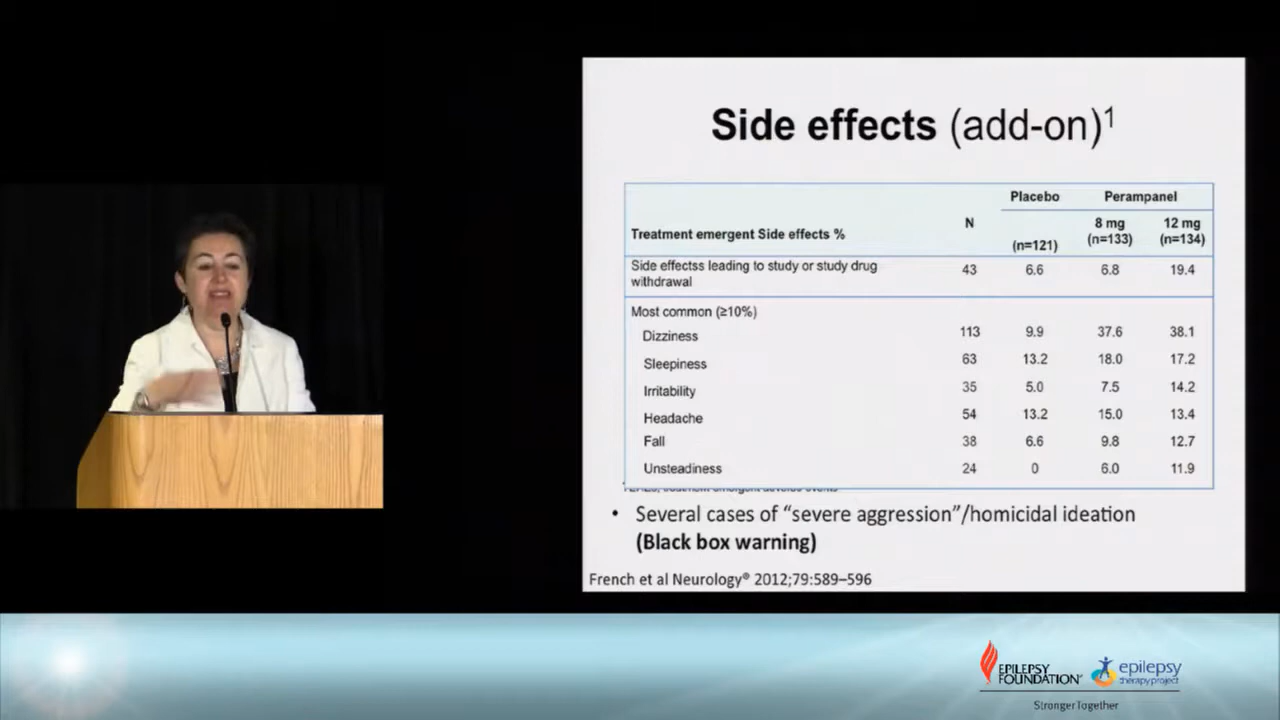 Side effects (add-on)1
Placebo Perampanel
Treatment emergent Side effects % N (n=121) 8 mg (n=133) 12 mg (n=134)
Side effectss leading to study or study drug withdrawal 43 6.6 6.8 19.4
Most common (≥10%)
Dizziness 113 9.9 37.6 38.1
Sleepiness 63 13.2 18.0 17.2
Irritability 35 5.0 7.5 14.2
Headache 54 13.2 15.0 13.4
Fall 38 6.6 9.8 12.7
Unsteadiness 24 0 6.0 11.9
• Several cases of “severe aggression”/homicidal ideation
(Black box warning)
French et al Neurology® 2012;79:589–596
EPILEPSY
FOUNDATION
epilepsy
therapy project
StrongerTogether